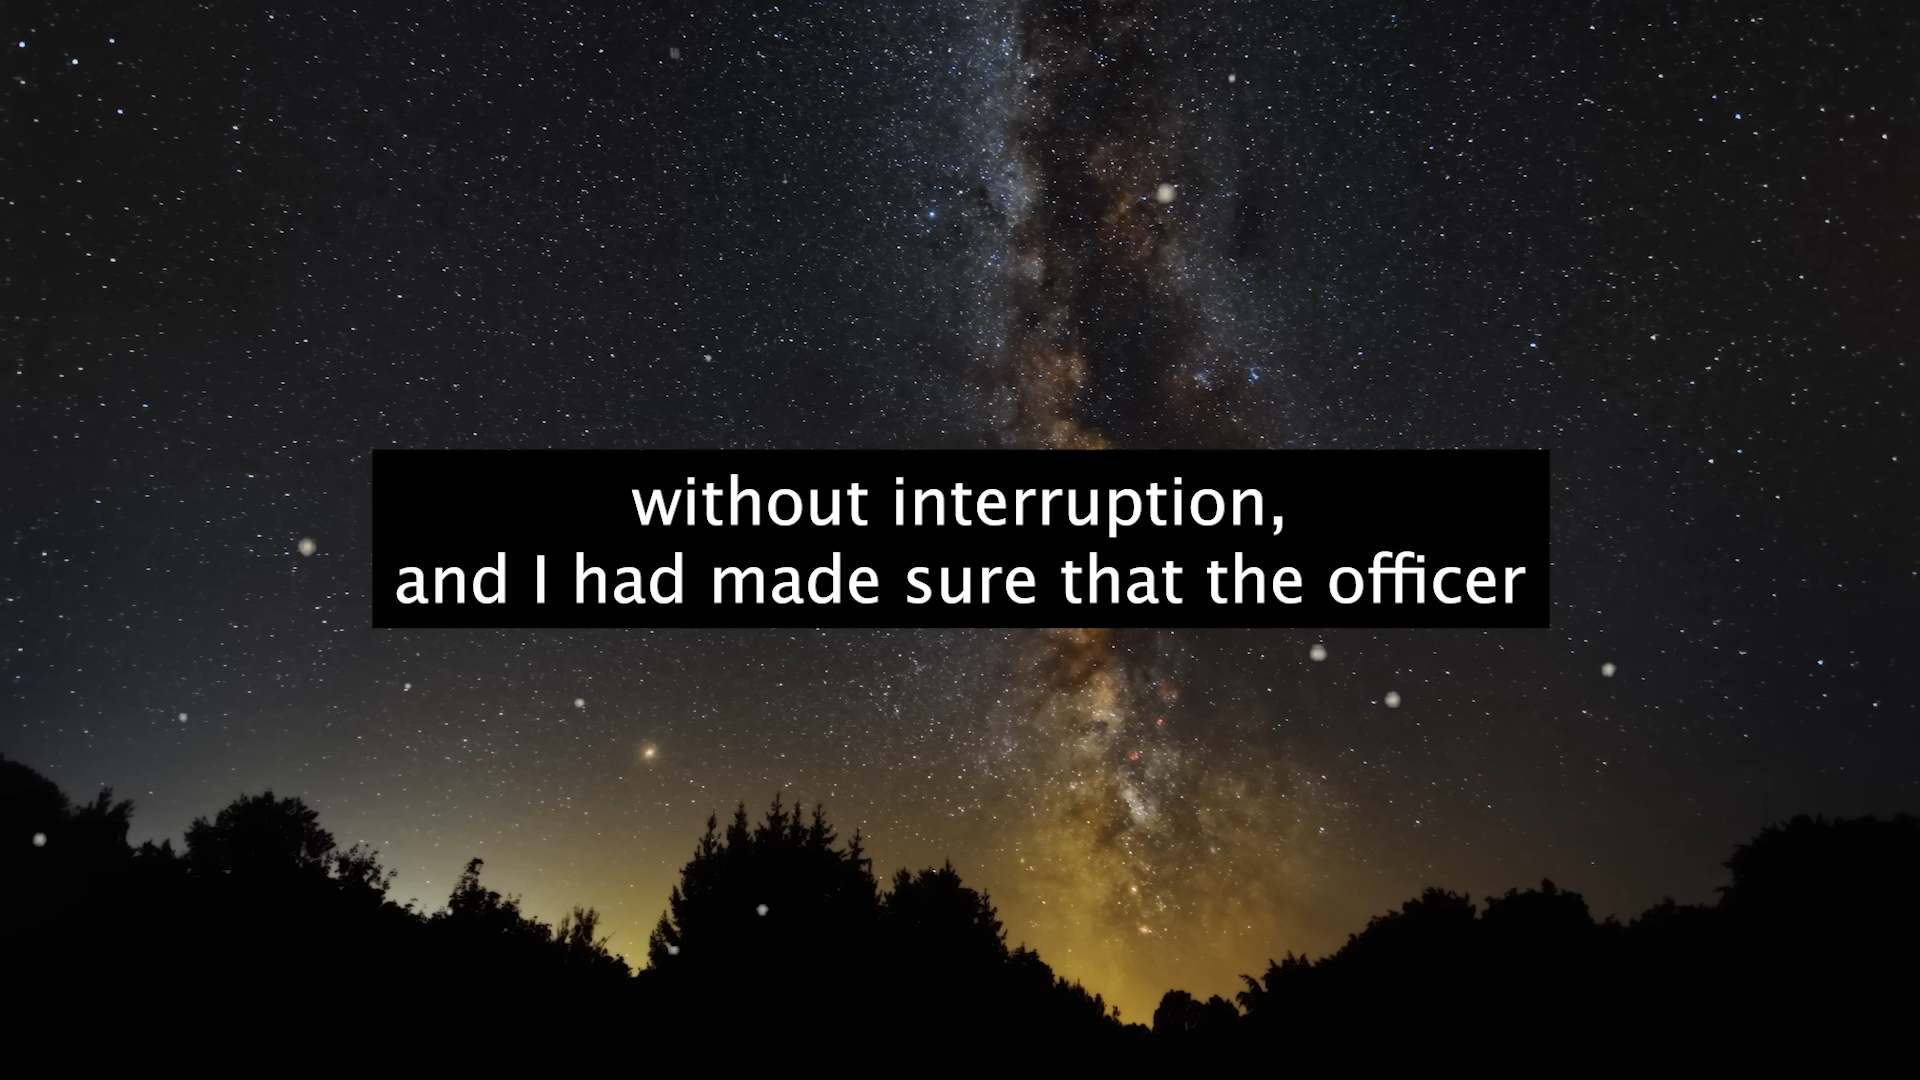 without interruption,
and I had made sure that the officer